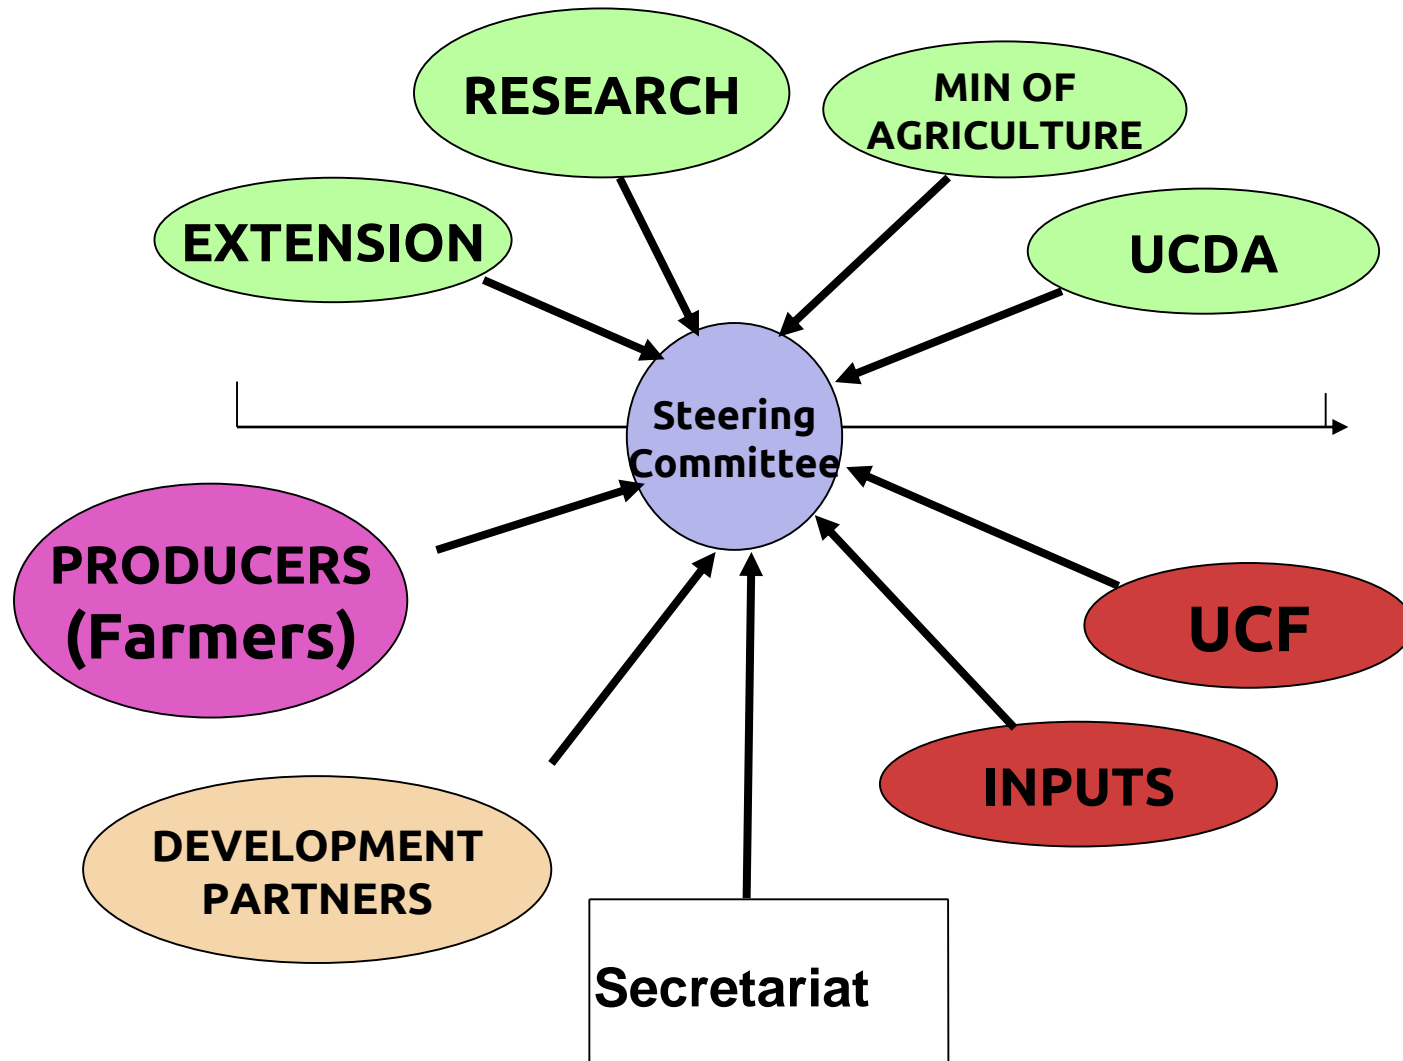 RESEARCH
MIN OF
AGRICULTURE
EXTENSION
UCDA
Steering
Committee
PRODUCERS
(Farmers)
UCF
INPUTS
DEVELOPMENT
PARTNERS
Secretariat